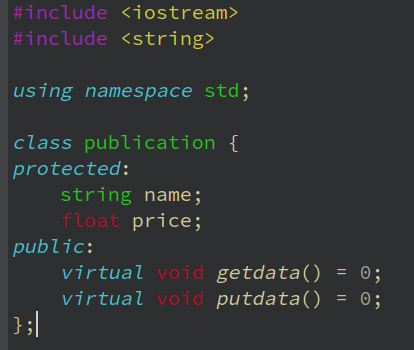 #include <iostream>
#include <string>

using namespace std;

class publication {
protected:
    string name;
    float price;
public:
    virtual void getdata() = 0;
    virtual void putdata() = 0;
};